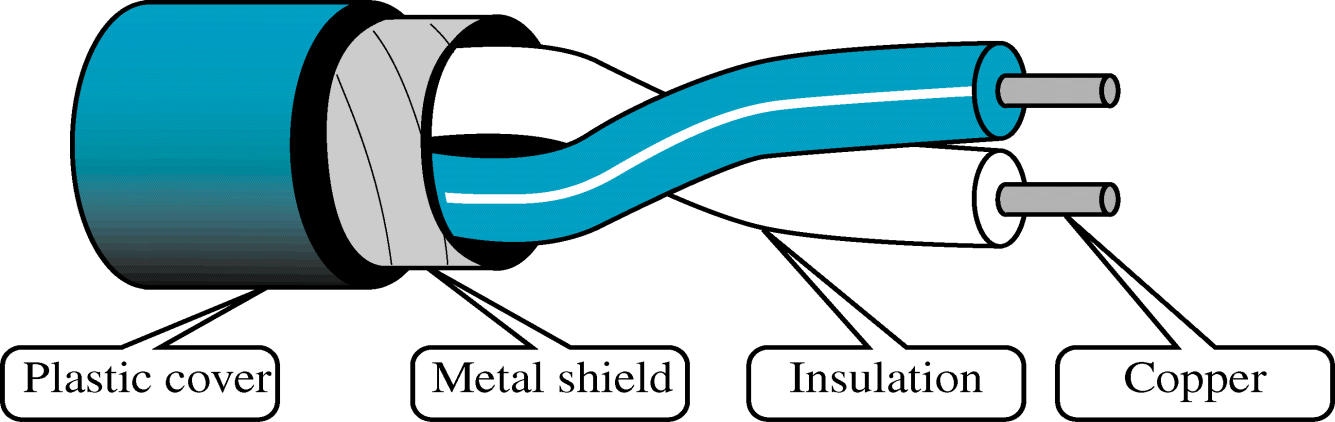 Plastic cover
Metal shield
Insulation
Copper